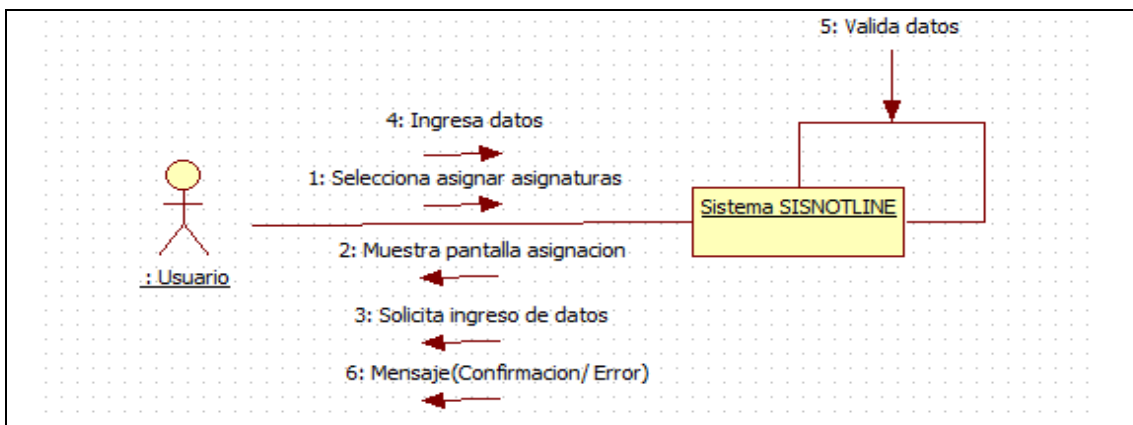 5: Valida datos
4: Ingresa datos
1: Selecciona asignar asignaturas
Sistema SISNOTLINE
2: Muestra pantalla asignacion
: Usuario
3: Solicita ingreso de datos
6: Mensaje(Confirmacion/ Error)